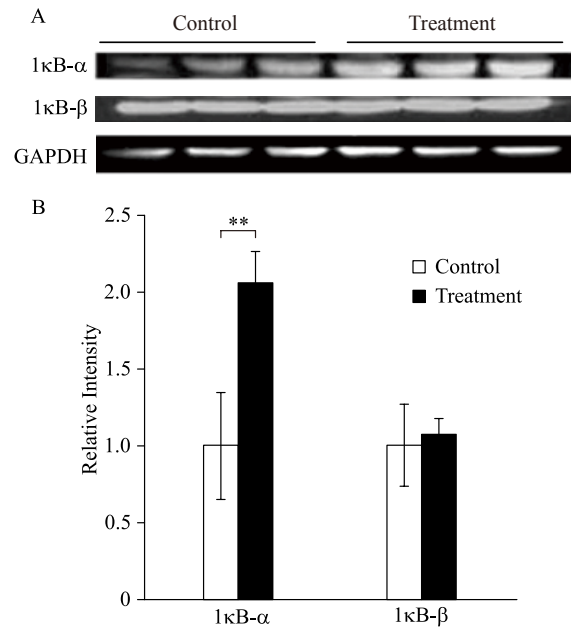 A
Control Treatment
1κB-α
1κB-β
GAPDH
B
2.5
**
Control
2.0
Treatment
1.5
Relative Intensity
1.0
0.5
0
1κB-α 1κB-β